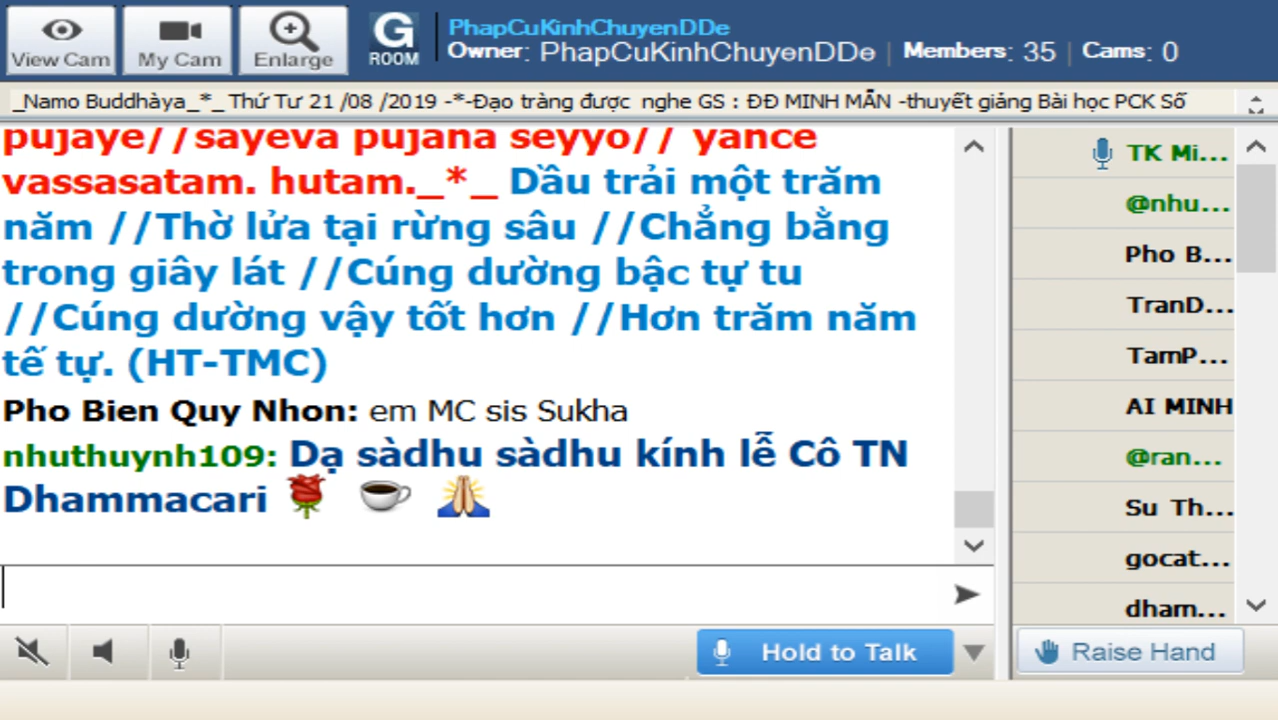 View Cam
My Cam
Enlarge
G
ROOM
PhapCuKinhChuyenDDe
Owner: PhapCuKinhChuyenDDe | Members: 35 | Cams: 0
_Namo Buddhàya_*_ Thứ Tư 21 /08 /2019 -*-Đạo tràng được nghe GS : ĐĐ MINH MẪN -thuyết giảng Bài học PCK Số
pujaye//sayeva pujana seyyo// yance
vassasatam. hutam._*_ Dầu trải một trăm
năm //Thờ lửa tại rừng sâu //Chẳng bằng
trong giây lát //Cúng dường bậc tự tu
//Cúng dường vậy tốt hơn //Hơn trăm năm
tế tự. (HT-TMC)
Pho Bien Quy Nhon: em MC sis Sukha
nhuthuynh109: Dạ sàdhu sàdhu kính lễ Cô TN
Dhammacari
TK Mi...
@nhu...
Pho B...
TranD...
TamP...
AI MINH
@ran...
Su Th...
gocat...
dham...
Hold to Talk
Raise Hand